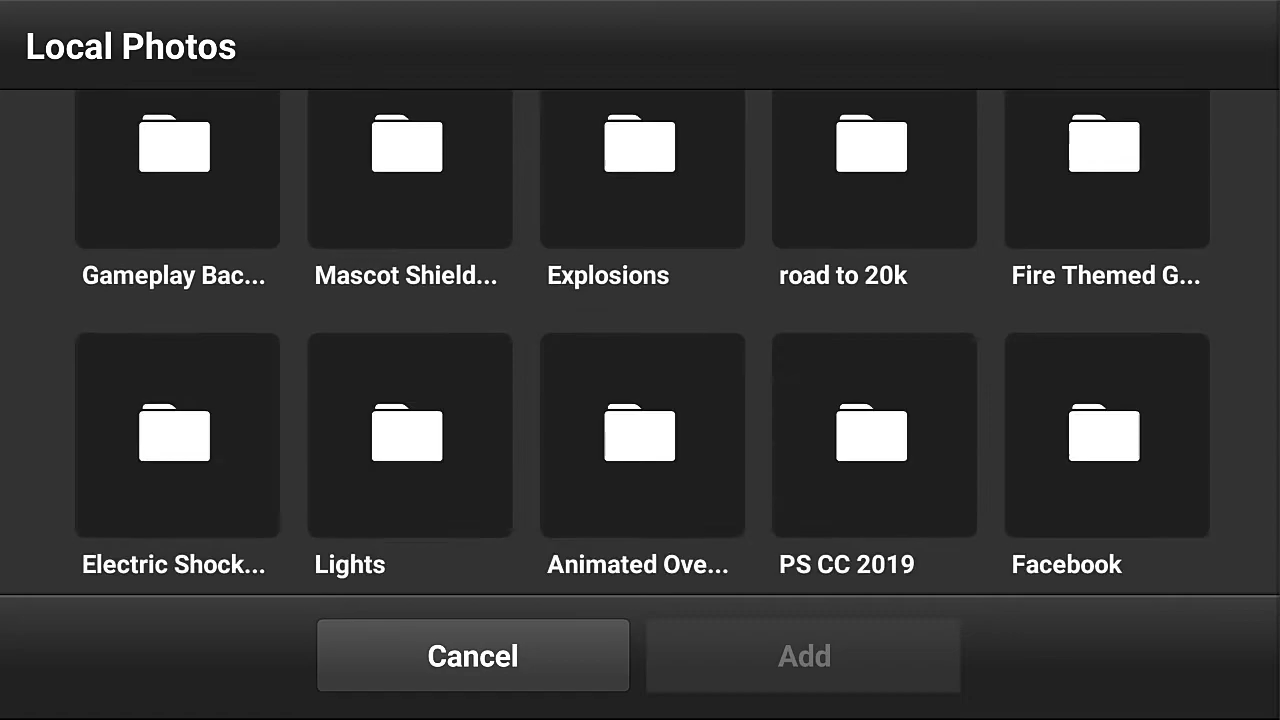 Local Photos
Gameplay Bac...
Mascot Shield...
Explosions
road to 20k
Fire Themed G...
Electric Shock...
Lights
Animated Ove...
PS CC 2019
Facebook
Cancel
Add